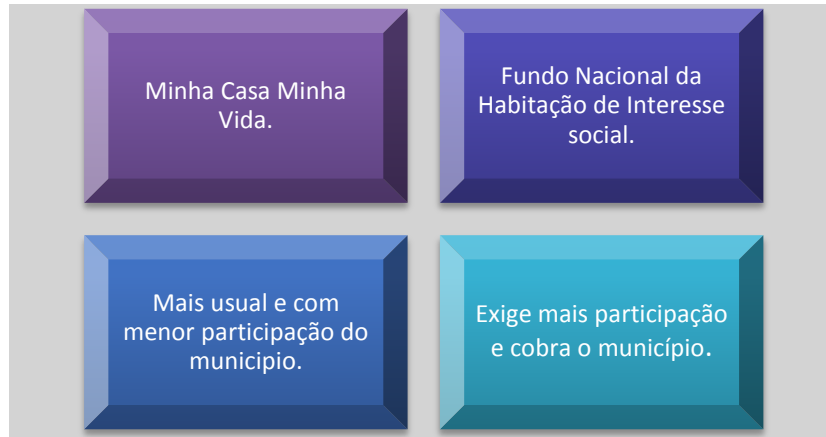 Minha Casa Minha
Vida.
Fundo Nacional da
Habitação de Interesse
social.
Mais usual e com
menor participação do
municipio.
Exige mais participação
e cobra o município.